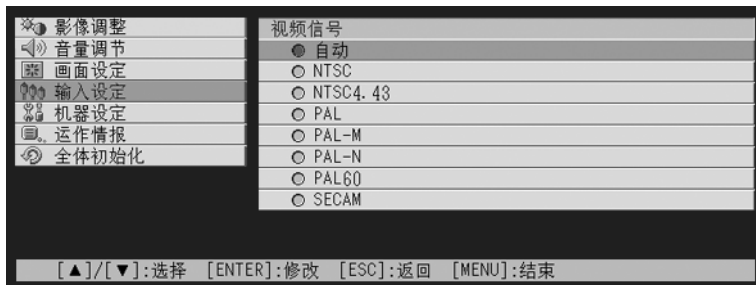 影像调整
音量调节
画面设定
输入设定
机器设定
运作情报
全体初始化
视频信号
自动
NTSC
NTSC4.43
PAL
PAL-M
PAL-N
PAL60
SECAM
[▲]/[▼]:选择 [ENTER]:修改 [ESC]:返回 [MENU]:结束